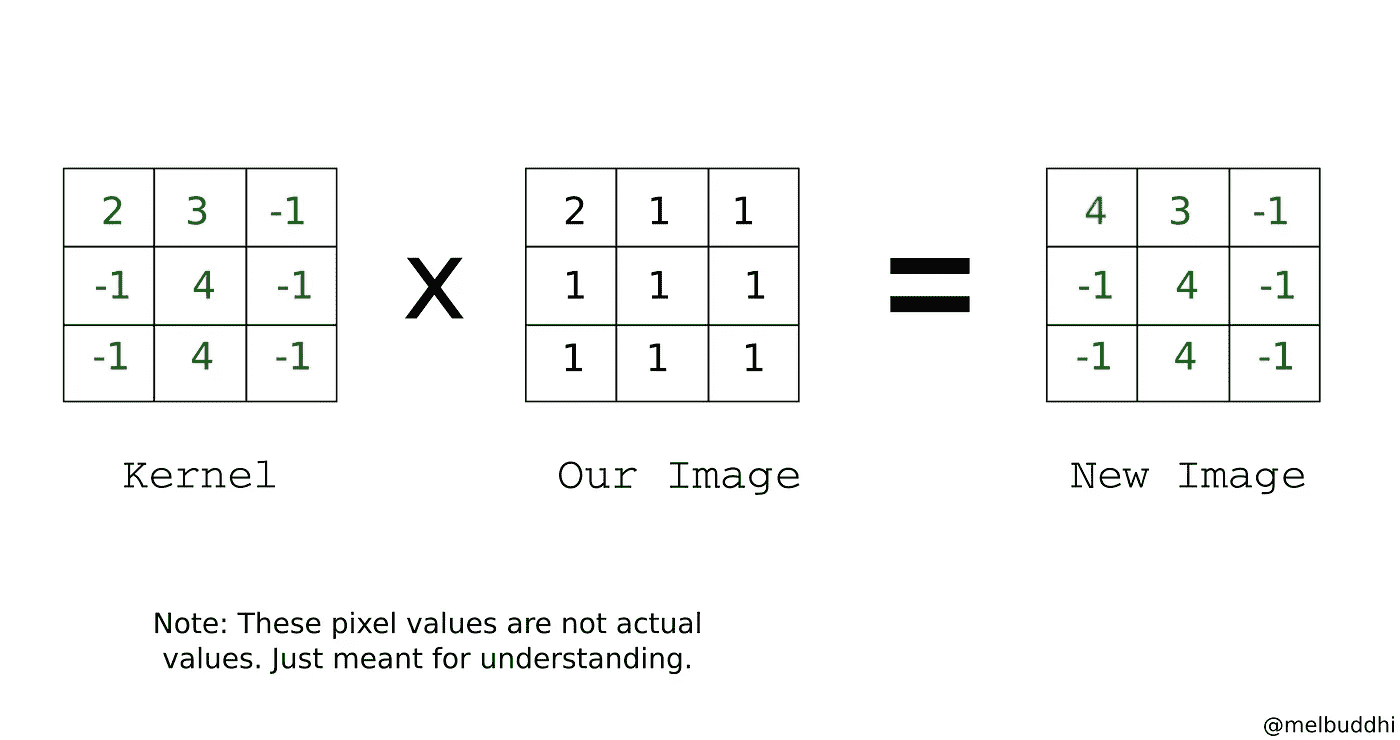 2 3 -1 2 1 1 4 3 -1
-1 4 -1 x 1 1 1 = -1 4 -1
-1 4 -1 1 1 1 -1 4 -1
Kernel Our Image New Image
Note: These pixel values are not actual
values. Just meant for understanding.
@melbuddhi